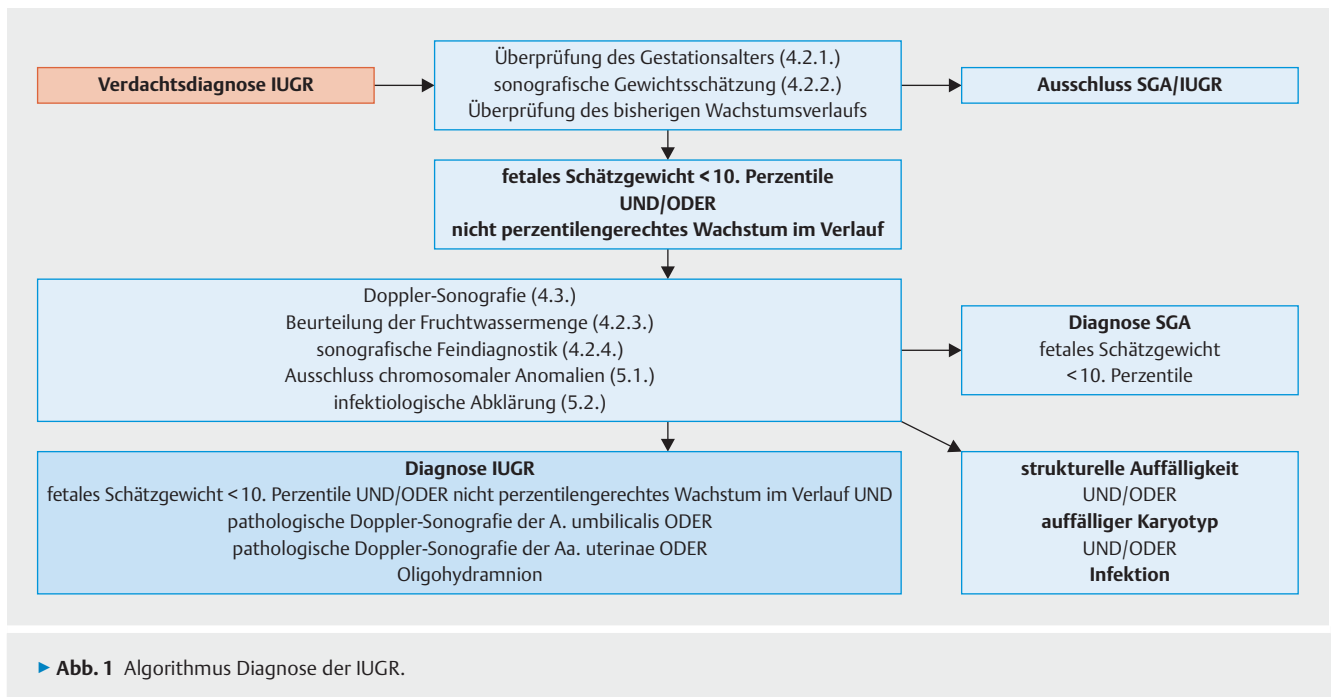 Verdachtsdiagnose IUGR
Überprüfung des Gestationsalters (4.2.1.)
sonografische Gewichtsschätzung (4.2.2.)
Überprüfung des bisherigen Wachstumsverlaufs
Ausschluss SGA/IUGR
fetales Schätzgewicht < 10. Perzentile
UND/ODER
nicht perzentilengerechtes Wachstum im Verlauf
Doppler-Sonografie (4.3.)
Beurteilung der Fruchtwassermenge (4.2.3.)
sonografische Feindiagnostik (4.2.4.)
Ausschluss chromosomaler Anomalien (5.1.)
infektiologische Abklärung (5.2.)
Diagnose SGA
fetales Schätzgewicht
< 10. Perzentile
Diagnose IUGR
fetales Schätzgewicht < 10. Perzentile UND/ODER nicht perzentilengerechtes Wachstum im Verlauf UND
pathologische Doppler-Sonografie der A. umbilicalis ODER
pathologische Doppler-Sonografie der Aa. uterinae ODER
Oligohydramnion
strukturelle Auffälligkeit
UND/ODER
auffälliger Karyotyp
UND/ODER
Infektion
▶ Abb. 1 Algorithmus Diagnose der IUGR.